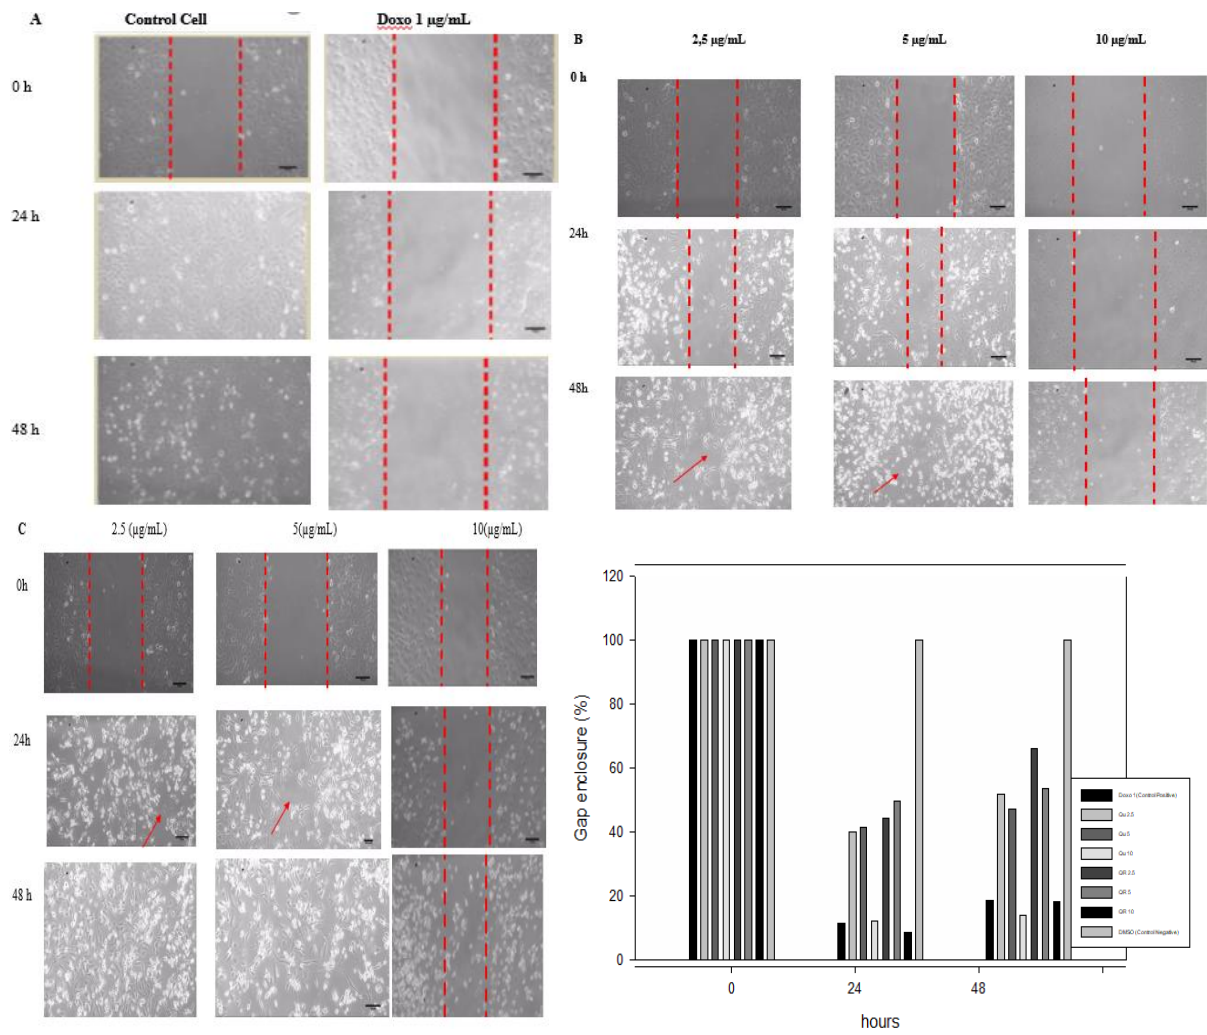 A
Control Cell
Doxo 1 µg/mL
0 h
24 h
48 h
B
2,5 µg/mL
5 µg/mL
10 µg/mL
0 h
24h
48h
C
2.5 (µg/mL)
5(µg/mL)
10(µg/mL)
0h
24h
48 h
Gap enclosure (%)
120
100
80
60
40
20
0
0
24
48
hours
Doxo 1 (Control Positive)
Qu 2.5
Qu 5
Qu 10
QR 2.5
QR 5
QR 10
DMSO (Control Negative)